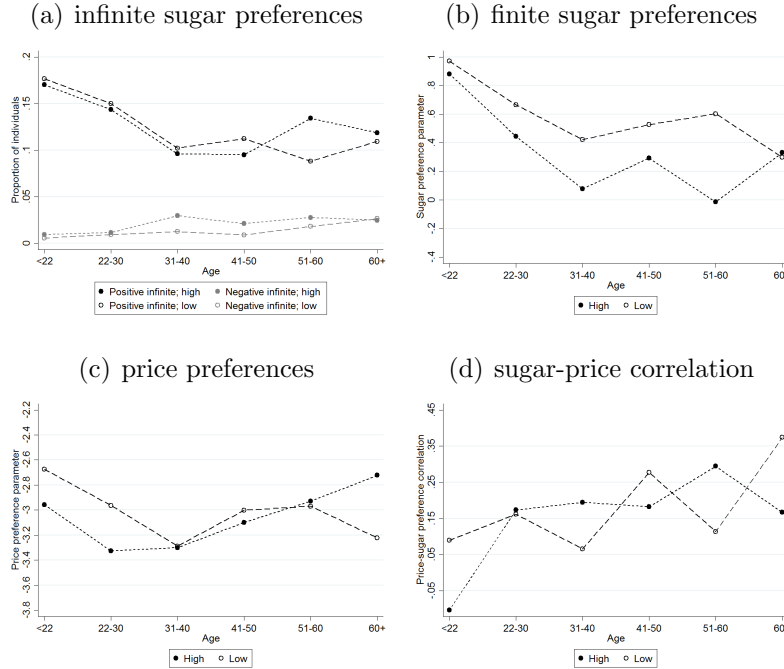 (a) infinite sugar preferences
Proportion of individuals
.2
.15
.1
.05
0
<22 22-30 31-40 41-50 51-60 60+
Age
Positive infinite; high Negative infinite; high
Positive infinite; low Negative infinite; low
(b) finite sugar preferences
Sugar preference parameter
1
.8
.6
.4
.2
0
-.2
-.4
<22 22-30 31-40 41-50 51-60 60
Age
High Low
(c) price preferences
Price preference parameter
-2.2
-2.4
-2.6
-2.8
-3
-3.2
-3.4
-3.6
-3.8
<22 22-30 31-40 41-50 51-60 60+
Age
High Low
(d) sugar-price correlation
Price-sugar preference correlation
.45
.35
.25
.15
.05
-.05
<22 22-30 31-40 41-50 51-60 60
Age
High Low